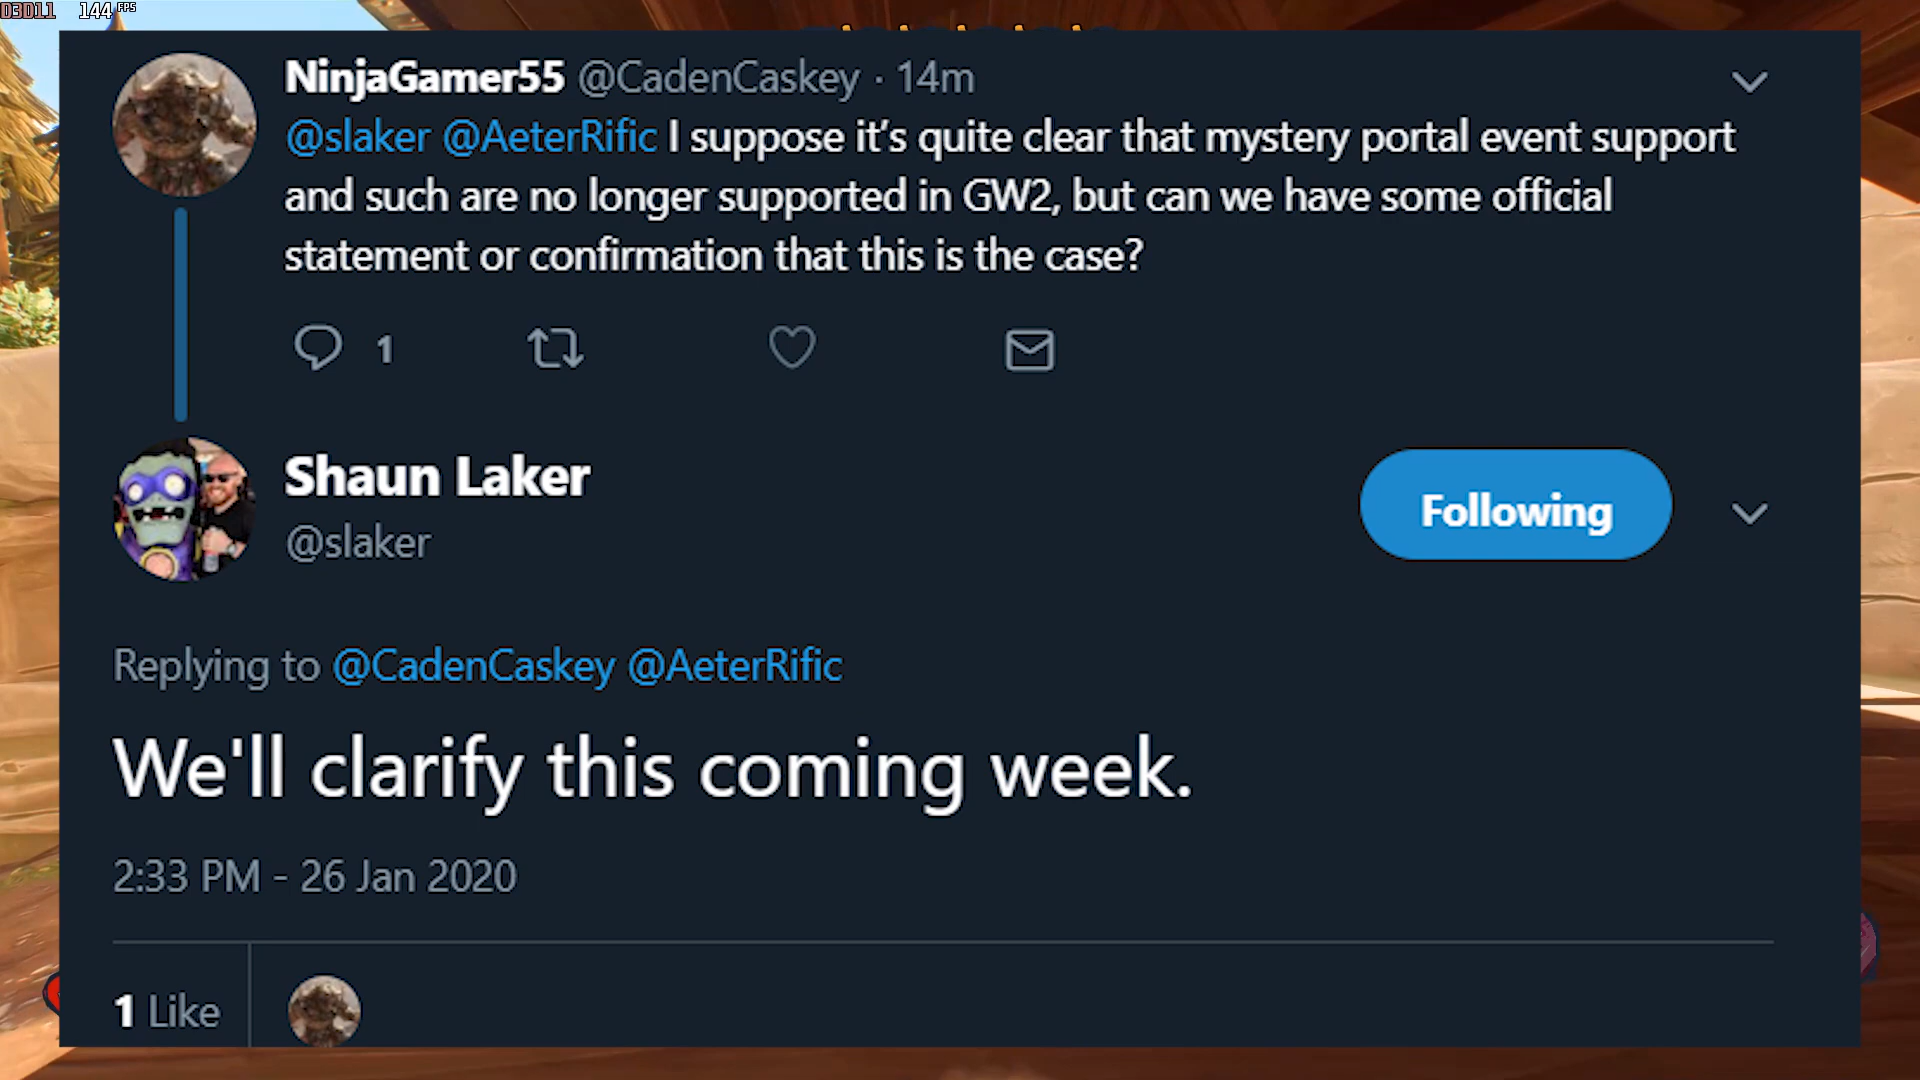 D3D11 144 FPS
NinjaGamer55 @CadenCaskey · 14m
@slaker @AeterRific I suppose it's quite clear that mystery portal event support
and such are no longer supported in GW2, but can we have some official
statement or confirmation that this is the case?
1
Shaun Laker
Following
@slaker
Replying to @CadenCaskey @AeterRific
We'll clarify this coming week.
2:33 PM - 26 Jan 2020
1 Like